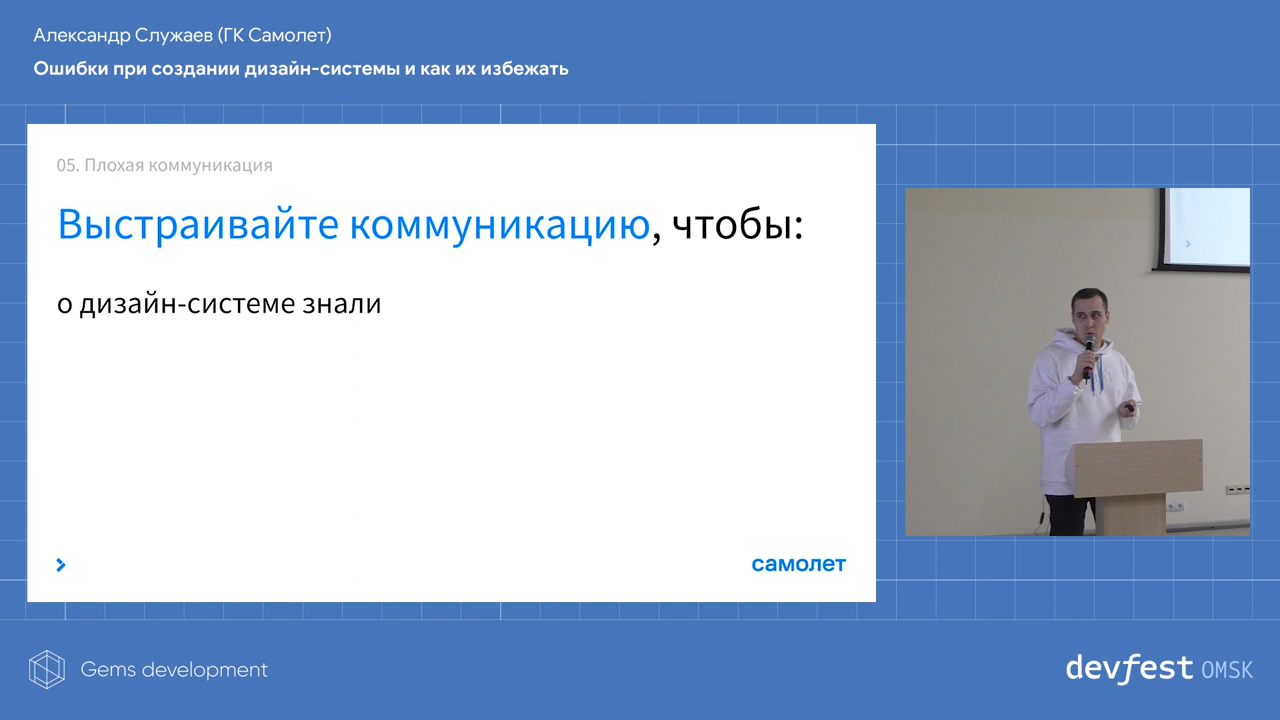 Александр Служаев (ГК Самолет)
Ошибки при создании дизайн-системы и как их избежать
05. Плохая коммуникация
Выстраивайте коммуникацию, чтобы:
о дизайн-системе знали
самолет
Gems development
devfest OMSK